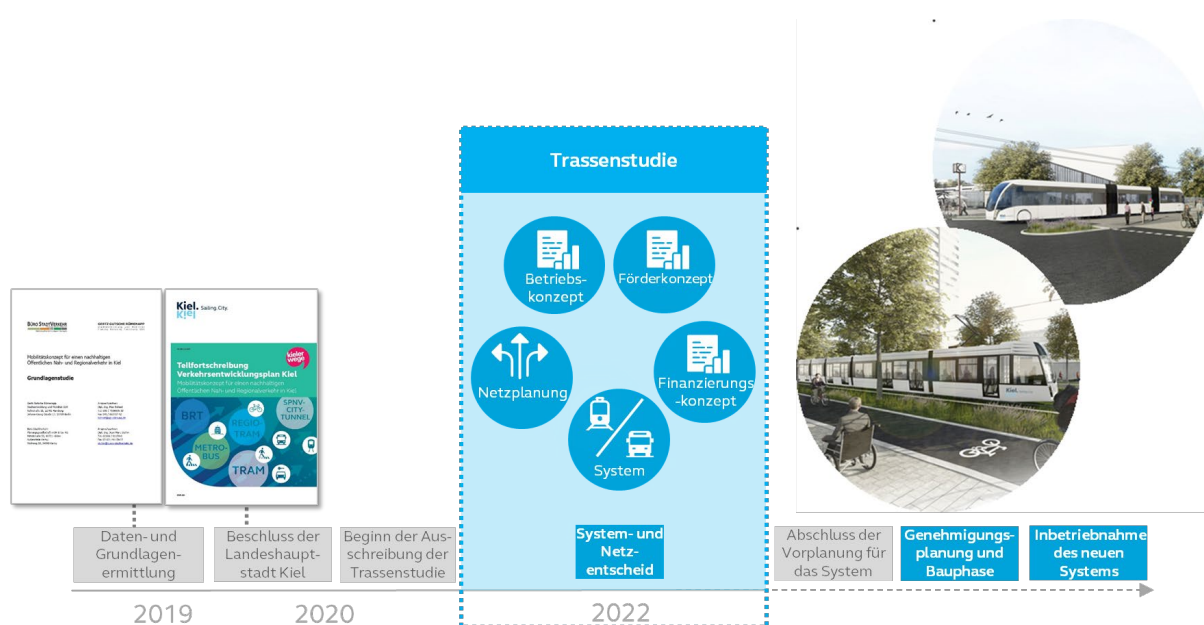 Trassenstudie
Betriebs-
konzept
Förderkonzept
Netzplanung
Finanzierungs
-konzept
System
BÜRO STADTVERKEHR
Mobilitätskonzept für einen nachhaltigen
Öffentlichen Nah- und Regionalverkehr in Kiel
Grundlagenstudie
Kiel. Sailing.City.
Kiel
kieler
wege
Teilfortschreibung
Verkehrsentwicklungsplan Kiel
Mobilitätskonzept für einen nachhaltigen
Öffentlichen Nah- und Regionalverkehr in Kiel
BRT
REGIO
TRAM
SPNV-
CITY-
TUNNEL
METRO-
BUS
TRAM
Kiel.
Daten- und
Grundlagen-
ermittlung
Beschluss der
Landeshaupt-
stadt Kiel
Beginn der Aus-
schreibung der
Trassenstudie
System- und
Netz-
entscheid
Abschluss der
Vorplanung für
das System
Genehmigungs-
planung und
Bauphase
Inbetriebnahme
des neuen
Systems
2019
2020
2022